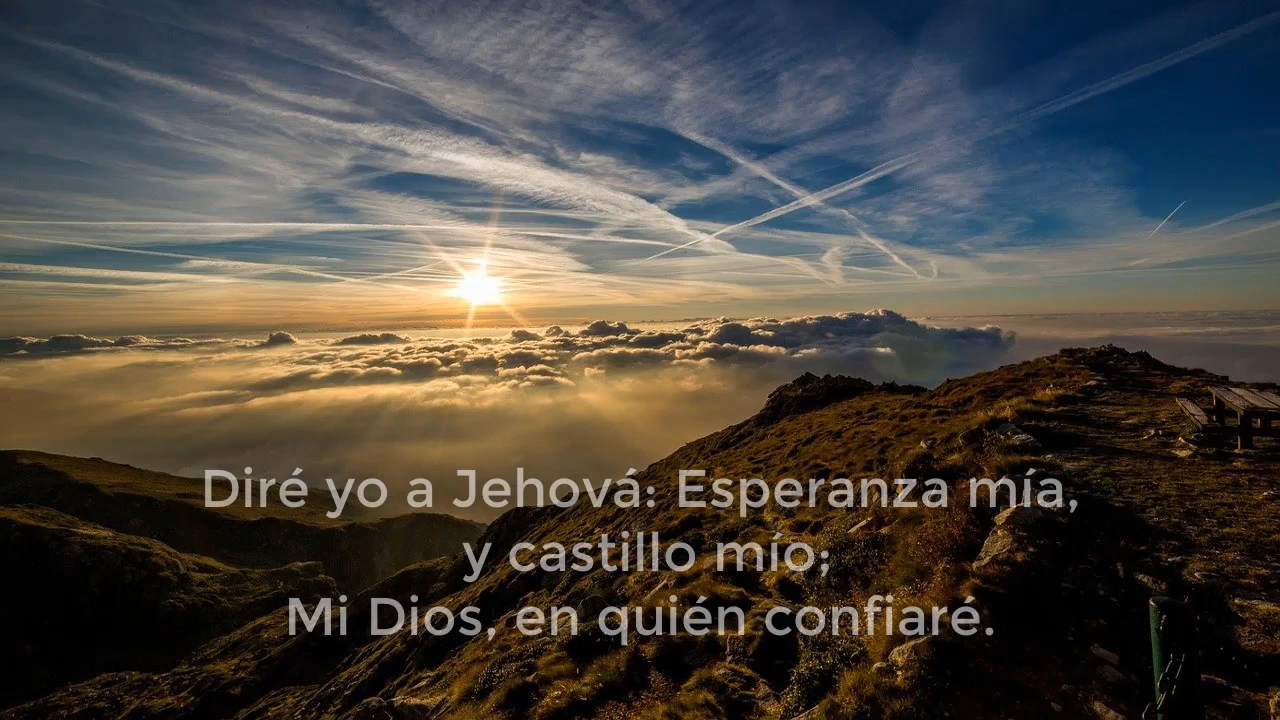 Diré yo a Jehová: Esperanza mía,
y castillo mío;
Mi Dios, en quién confiaré.